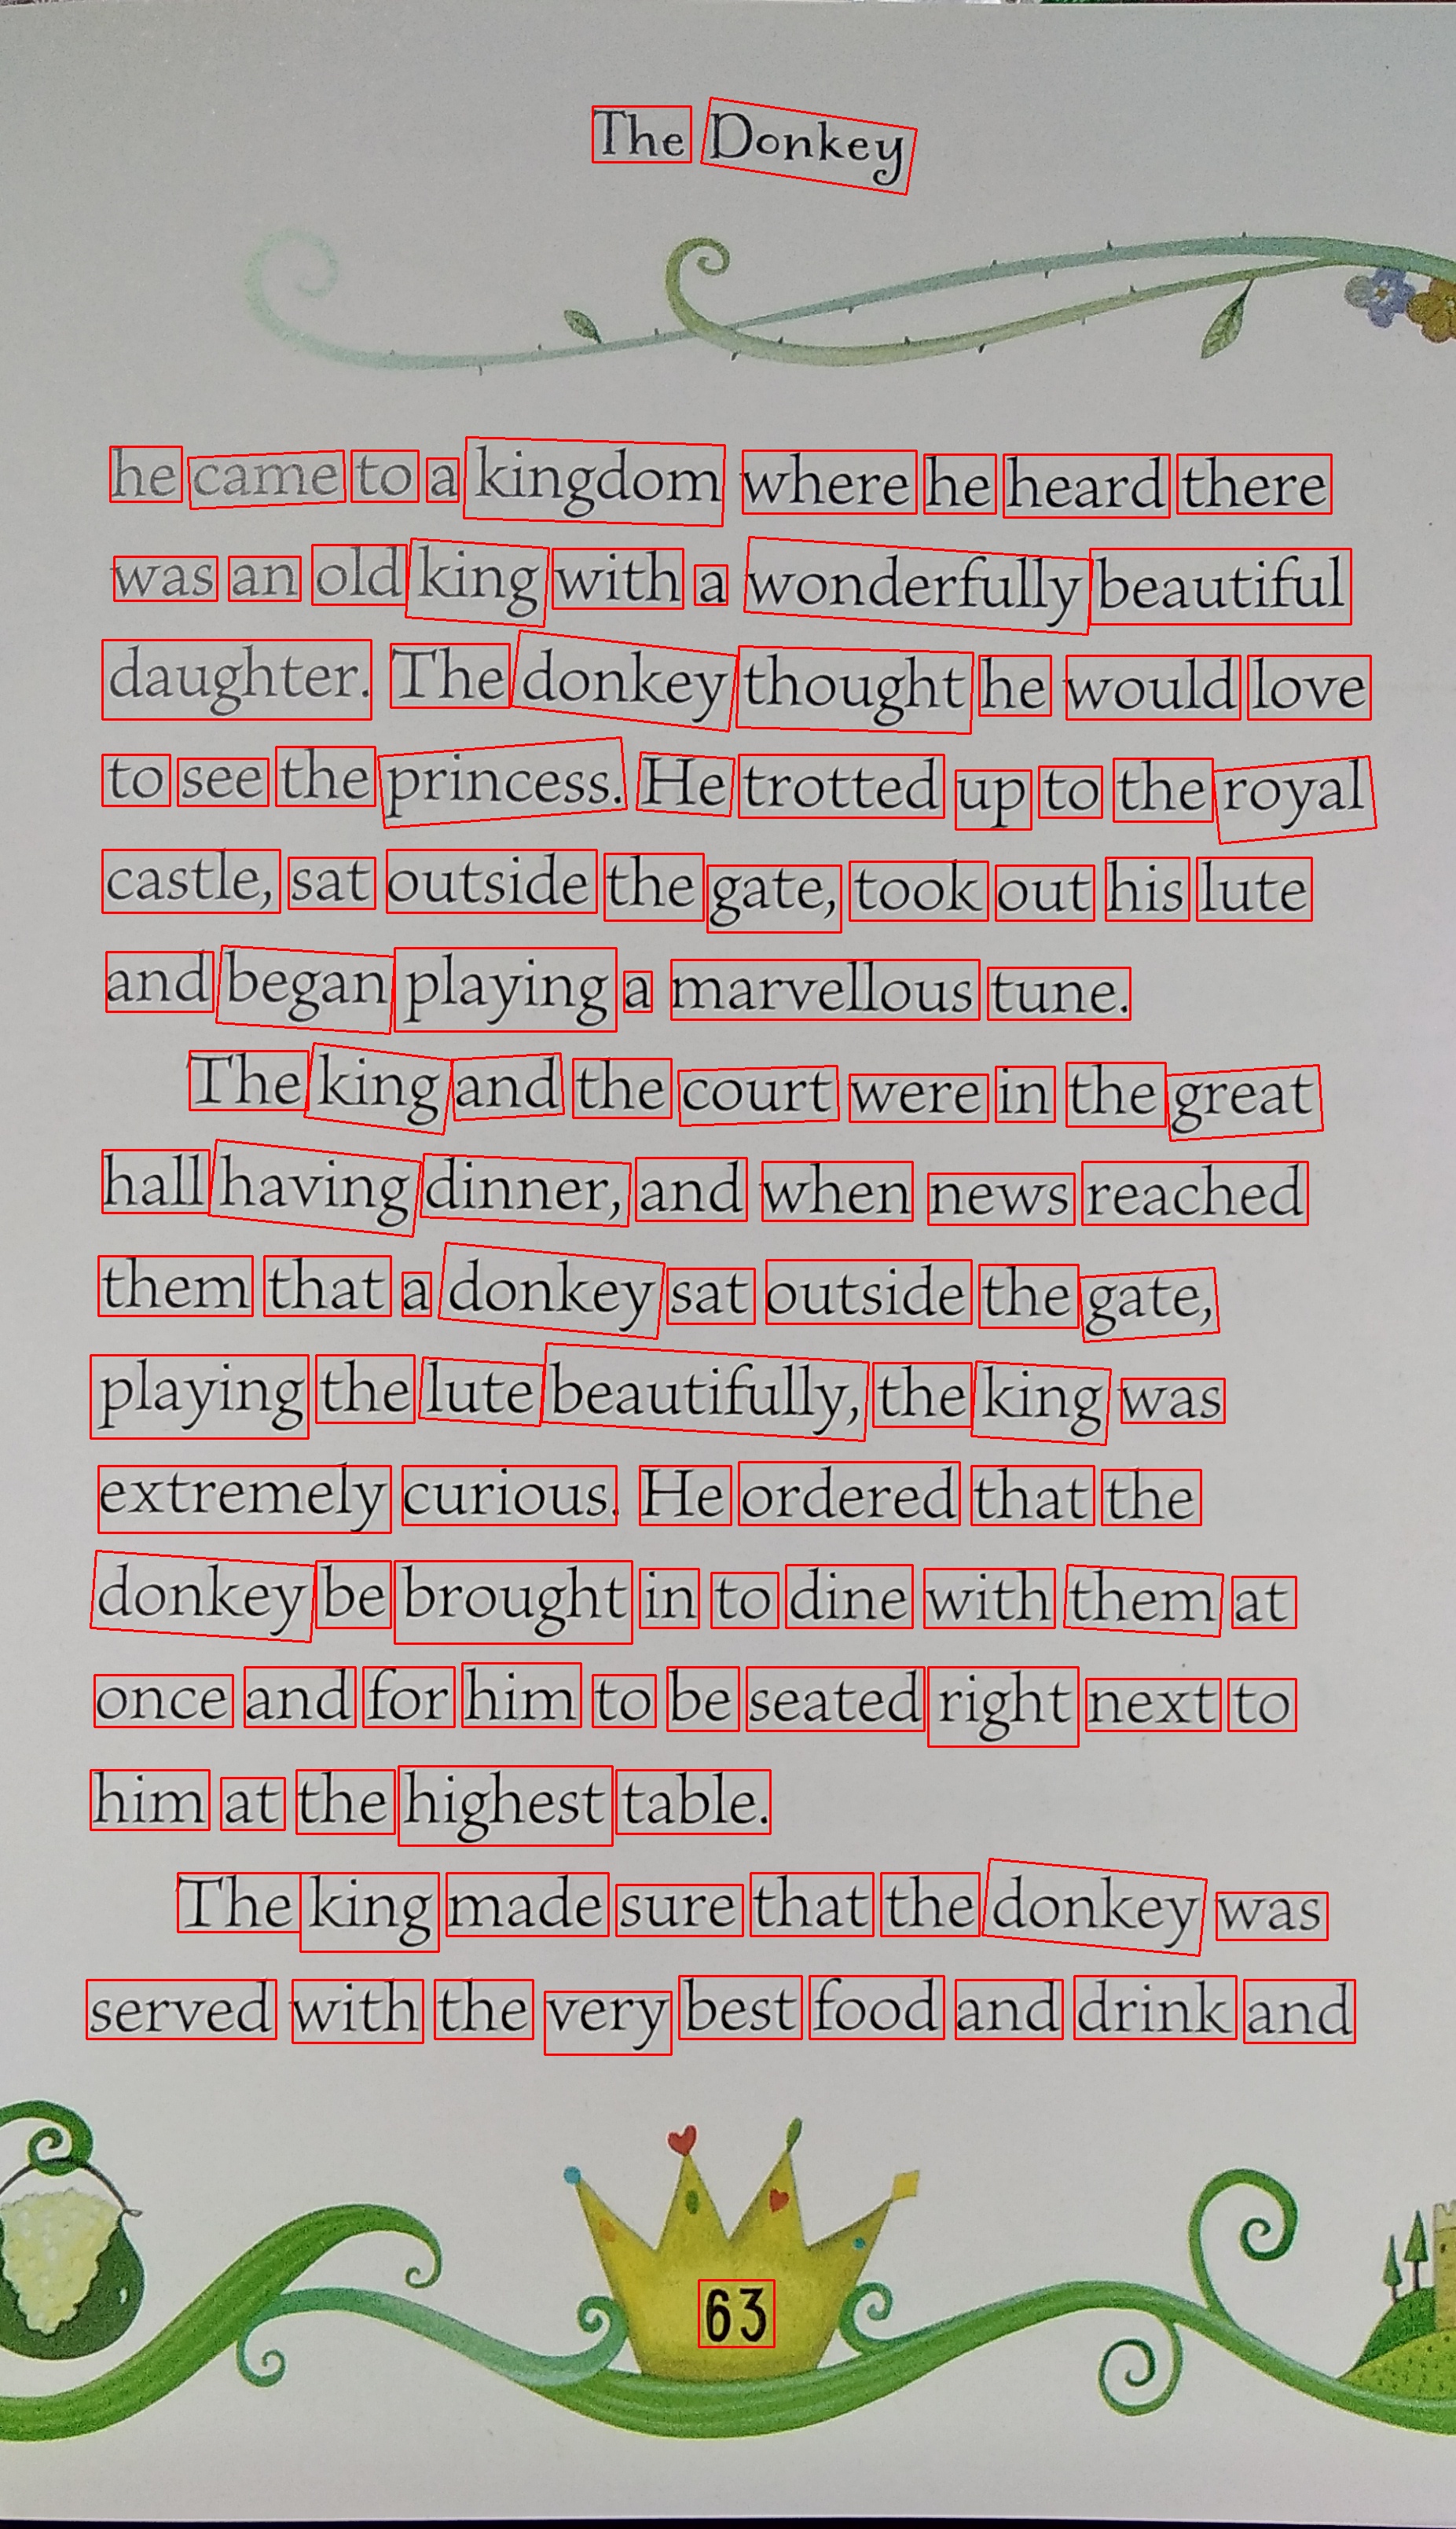 The Donkey
he came to a kingdom where he heard there
was an old king with a wonderfully beautiful
daughter. The donkey thought he would love
to see the princess. He trotted up to the royal
castle, sat outside the gate, took out his lute
and began playing a marvellous tune.
The king and the court were in the great
hall having dinner, and when news reached
them that a donkey sat outside the gate,
playing the lute beautifully, the king was
extremely curious. He ordered that the
donkey be brought in to dine with them at
once and for him to be seated right next to
him at the highest table.
The king made sure that the donkey was
served with the very best food and drink and
63